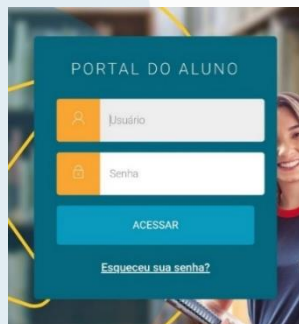 PORTAL DO ALUNO
Usuário
Senha
ACESSAR
Esqueceu sua senha?